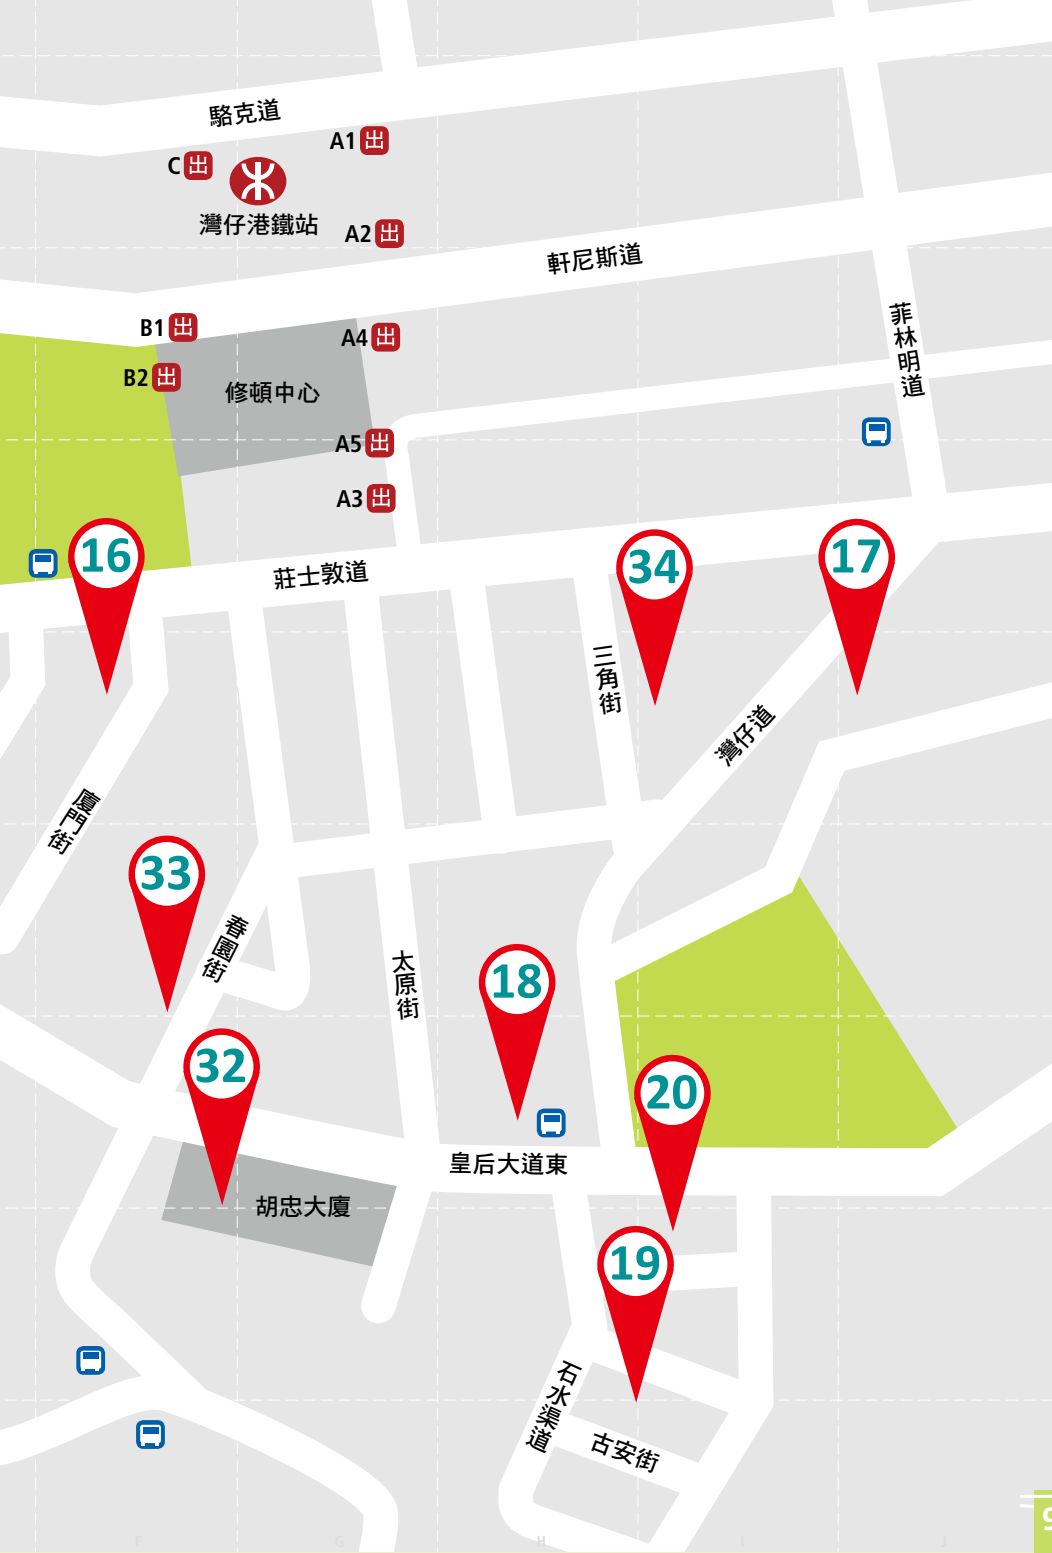 駱克道
A1 出
C 出
灣仔港鐵站
A2 出
軒尼斯道
菲林明道
B1 出
A4 出
B2 出
修頓中心
A5 出
A3 出
16
34
17
莊士敦道
三角街
灣仔道
廈門街
33
春園街
太原街
18
32
20
皇后大道東
胡忠大廈
19
石水渠道
古安街
9
F
G
H
I
J